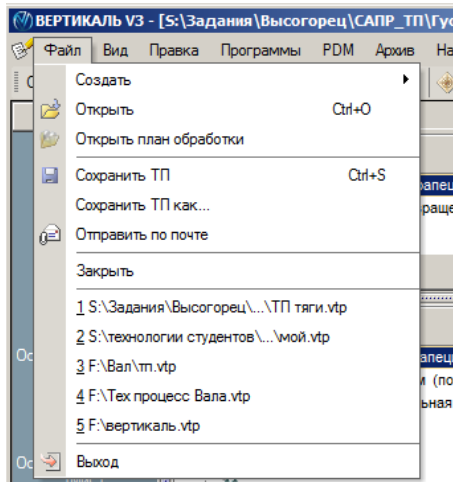 ВЕРТИКАЛЬ V3 - [S:\Задания\Высогорец\САПР_ТП\Гус
Файл Вид Правка Программы PDM Архив На
Создать
Открыть Ctrl+O
Открыть план обработки
Сохранить ТП Ctrl+S
Сохранить ТП как...
Отправить по почте
Закрыть
1 S:\Задания\Высогорец\...\ТП тяги.vtp
2 S:\технологии студентов\...\мой.vtp
3 F:\Вал\тп.vtp
4 F:\Тех процесс Вала.vtp
5 F:\вертикаль.vtp
Выход